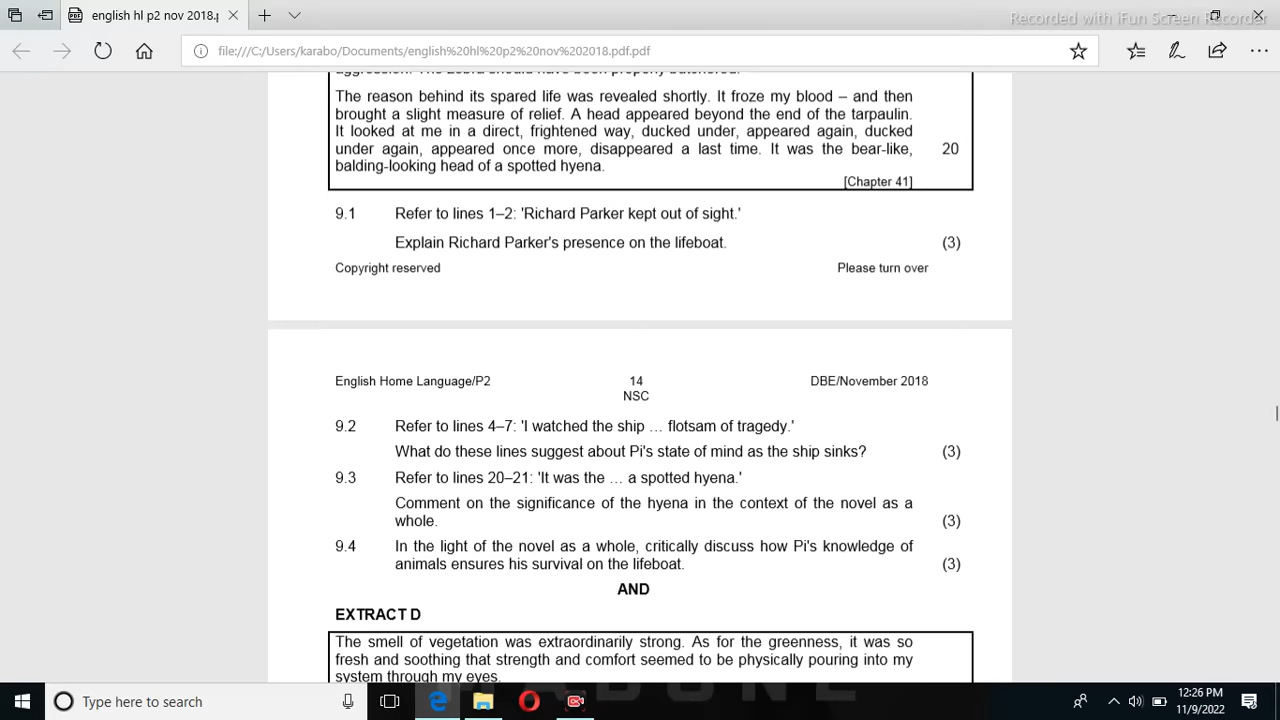 english hl p2 nov 2018.p
Recorded with iFun Screen Recorder
file:///C:/Users/karabo/Documents/english%20hl%20p2%20nov%202018.pdf.pdf
aggression. The zebra should have been properly butchered.
The reason behind its spared life was revealed shortly. It froze my blood – and then
brought a slight measure of relief. A head appeared beyond the end of the tarpaulin.
It looked at me in a direct, frightened way, ducked under, appeared again, ducked
under again, appeared once more, disappeared a last time. It was the bear-like, 20
balding-looking head of a spotted hyena.
[Chapter 41]
9.1 Refer to lines 1–2: 'Richard Parker kept out of sight.'
Explain Richard Parker's presence on the lifeboat. (3)
Copyright reserved Please turn over
English Home Language/P2 14 DBE/November 2018
NSC
9.2 Refer to lines 4–7: 'I watched the ship … flotsam of tragedy.'
What do these lines suggest about Pi's state of mind as the ship sinks? (3)
9.3 Refer to lines 20–21: 'It was the … a spotted hyena.'
Comment on the significance of the hyena in the context of the novel as a
whole. (3)
9.4 In the light of the novel as a whole, critically discuss how Pi's knowledge of
animals ensures his survival on the lifeboat. (3)
AND
EXTRACT D
The smell of vegetation was extraordinarily strong. As for the greenness, it was so
fresh and soothing that strength and comfort seemed to be physically pouring into my
system through my eyes.
Type here to search
12:26 PM
11/9/2022